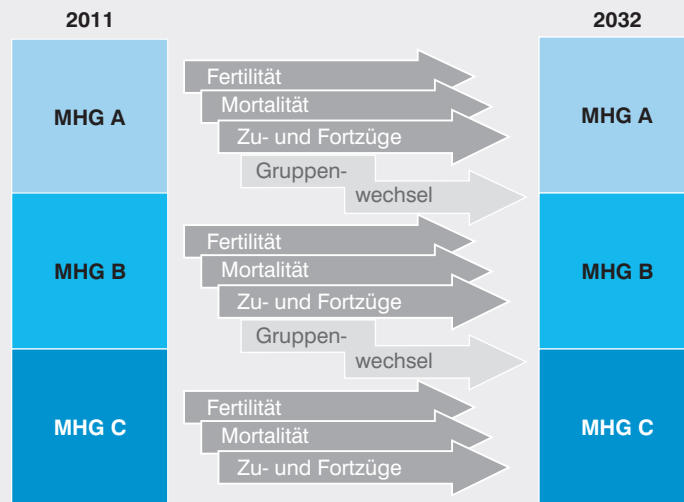 2011
2032
MHG A
Fertilität
Mortalität
Zu- und Fortzüge
Gruppen-
wechsel
MHG A
MHG B
Fertilität
Mortalität
Zu- und Fortzüge
Gruppen-
wechsel
MHG B
MHG C
Fertilität
Mortalität
Zu- und Fortzüge
MHG C